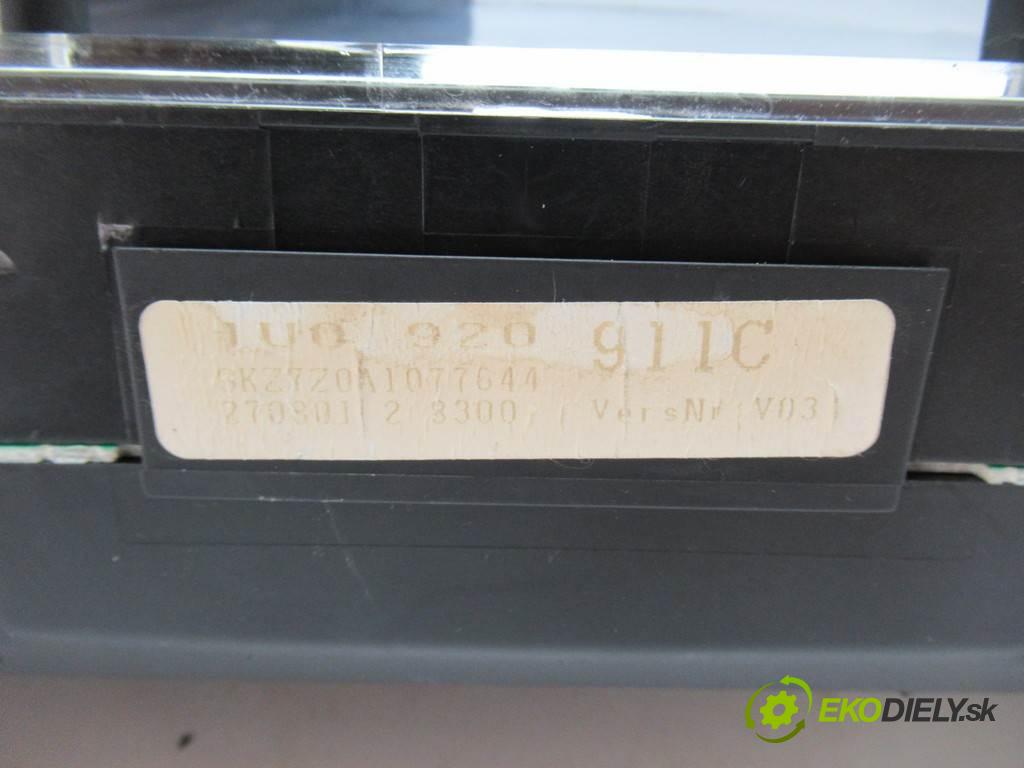 1U0 920 911C
SKZ7Z0A1077644
270801 2 3300 VersNr V03
EKODIELY.sk